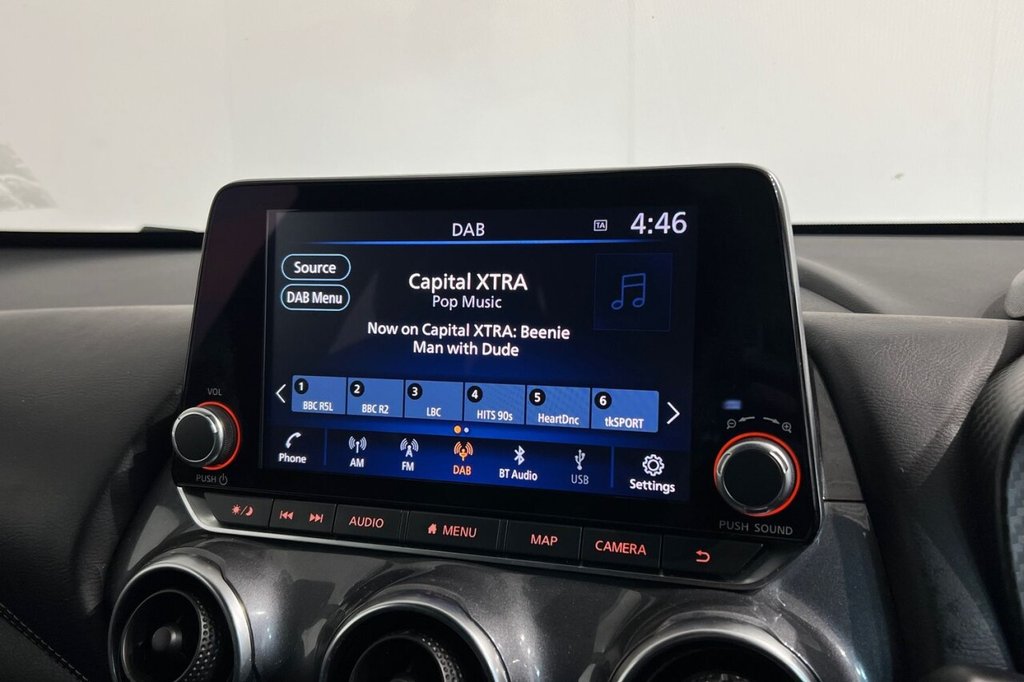 DAB
TA
4:46
Source
DAB Menu
Capital XTRA
Pop Music
Now on Capital XTRA: Beenie
Man with Dude
1
BBC R5L
2
BBC R2
3
LBC
4
HITS 90s
5
HeartDnc
6
tkSPORT
Phone
AM
FM
DAB
BT Audio
USB
Settings
VOL
PUSH
PUSH SOUND
AUDIO
MENU
MAP
CAMERA